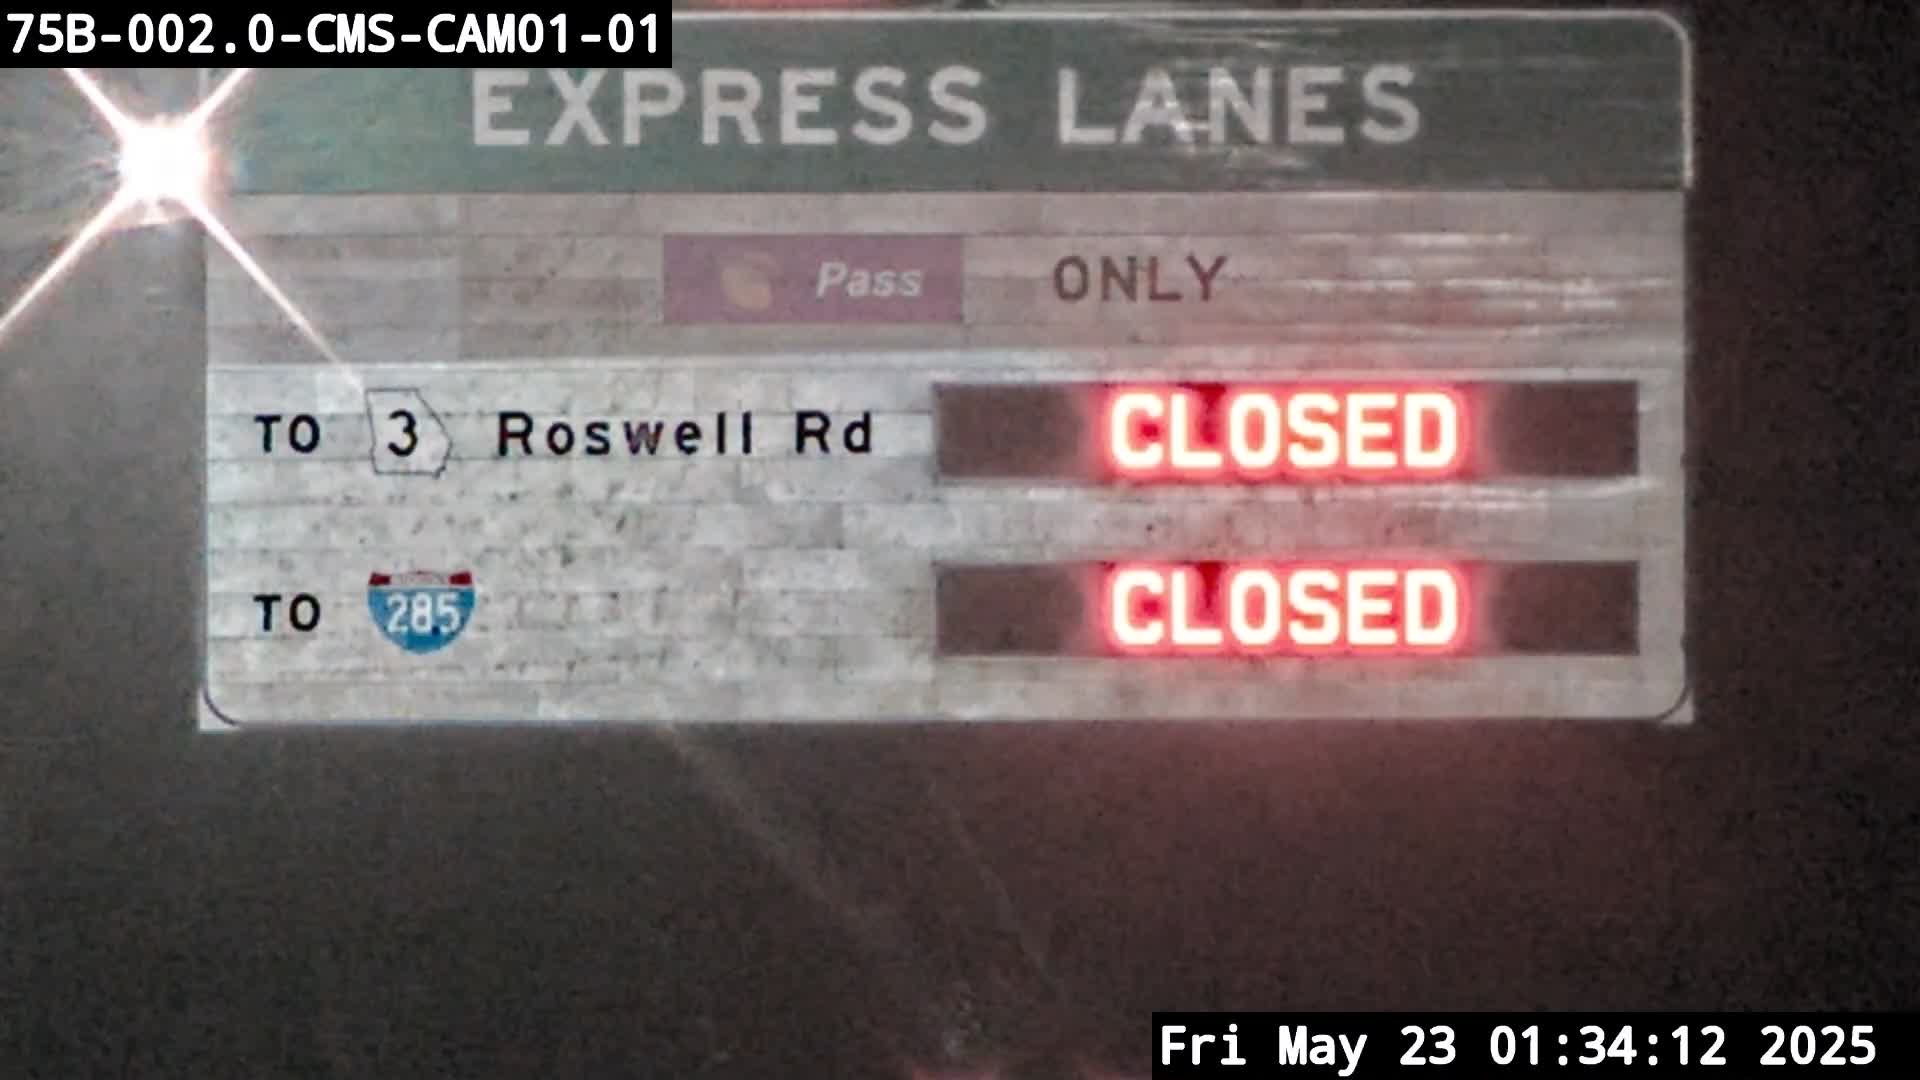 75B-002.0-CMS-CAM01-01
EXPRESS LANES
Pass ONLY
TO 3 Roswell Rd CLOSED
TO 285 CLOSED
Fri May 23 01:34:12 2025